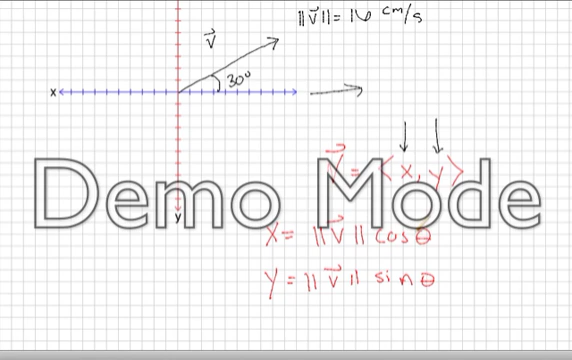 ||V⃗|| = 16 cm/s
V⃗
30°
x
V⃗ = ⟨x, y⟩
Demo Mode
y
X = ||V⃗|| cos θ
Y = ||V⃗|| sin θ